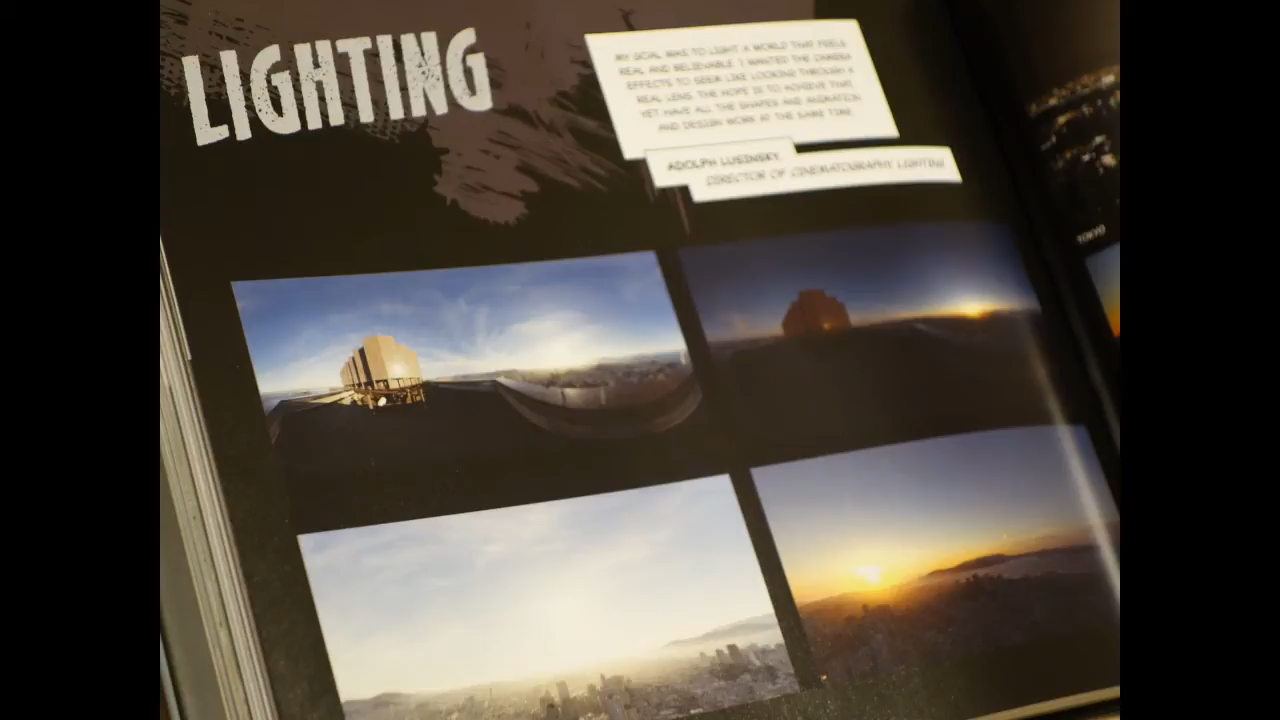 LIGHTING
MY GOAL WAS TO LIGHT A WORLD THAT FEELS
REAL AND BELIEVABLE. I WANTED THE CAMERA
EFFECTS TO SEEM LIKE LOOKING THROUGH A
REAL LENS. THE HOPE IS TO ACHIEVE THAT,
YET HAVE ALL THE SHAPES AND ANIMATION
AND DESIGN WORK AT THE SAME TIME.
ADOLPH LUSINSKY,
DIRECTOR OF CINEMATOGRAPHY LIGHTING
TOKYO